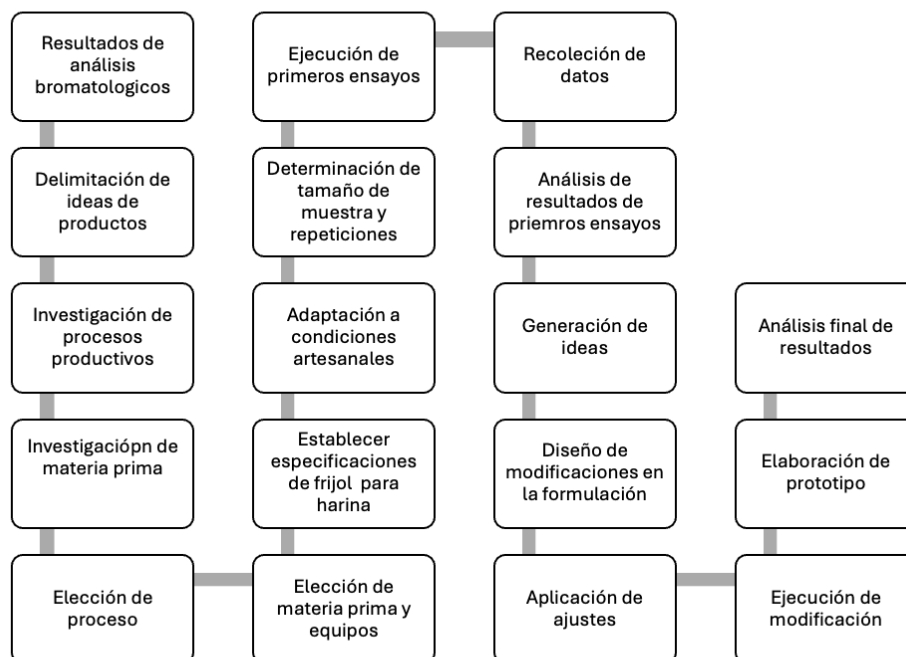 Resultados de
análisis
bromatologicos
Delimitación de
ideas de
productos
Investigación de
procesos
productivos
Investigaciópn de
materia prima
Elección de
proceso
Elección de
materia prima y
equipos
Establecer
especificaciones
de frijol para
harina
Adaptación a
condiciones
artesanales
Determinación de
tamaño de
muestra y
repeticiones
Ejecución de
primeros ensayos
Recoleción de
datos
Análisis de
resultados de
priemros ensayos
Generación de
ideas
Diseño de
modificaciones en
la formulación
Aplicación de
ajustes
Ejecución de
modificación
Elaboración de
prototipo
Análisis final de
resultados